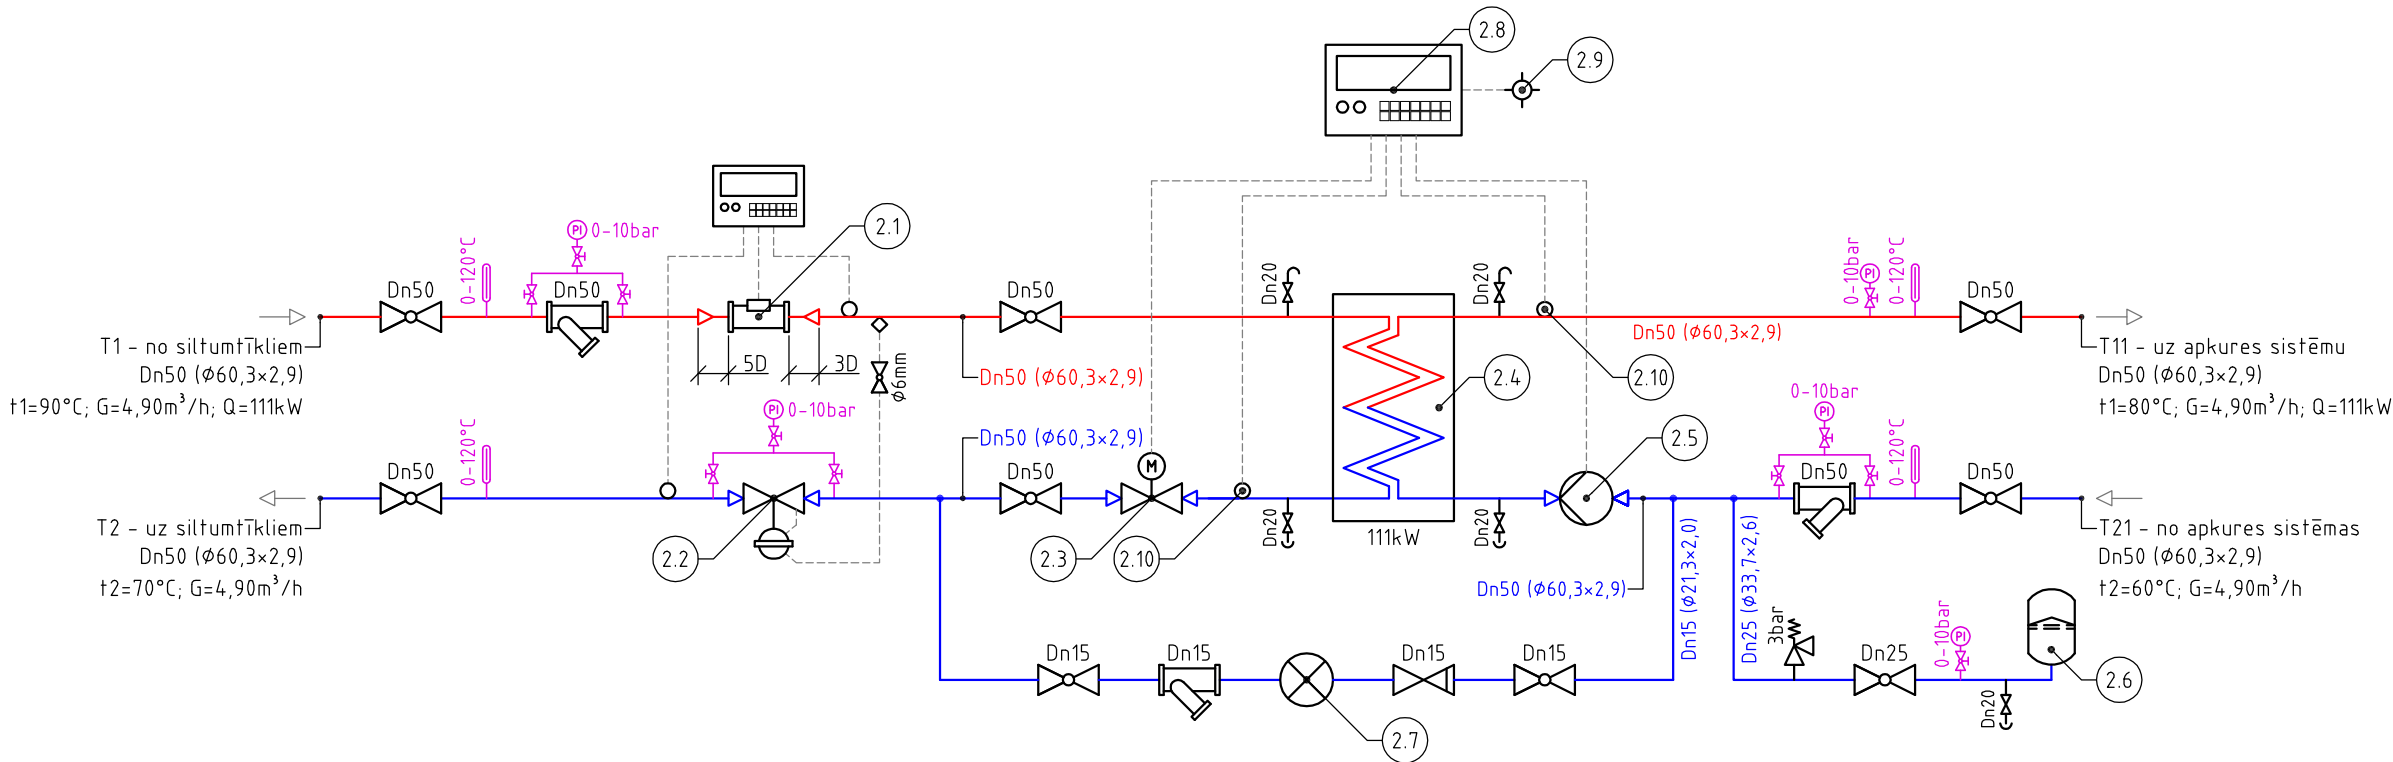 2.8
2.9
2.1
0-10bar
PI
0-120°C
Dn50
Dn50
Dn50
Dn20
Dn20
0-10bar
PI
0-120°C
Dn50
T1 - no siltumtīkliem
Dn50 (Φ60,3×2,9)
t1=90°C; G=4,90m³/h; Q=111kW
5D
3D
Φ6mm
Dn50 (Φ60,3×2,9)
2.4
2.10
Dn50 (Φ60,3×2,9)
T11 - uz apkures sistēmu
Dn50 (Φ60,3×2,9)
t1=80°C; G=4,90m³/h; Q=111kW
PI
0-10bar
0-120°C
Dn50
Dn50 (Φ60,3×2,9)
Dn50
M
2.5
0-10bar
PI
Dn50
0-120°C
Dn50
T2 - uz siltumtīkliem
Dn50 (Φ60,3×2,9)
t2=70°C; G=4,90m³/h
2.2
2.3
2.10
Dn20
111kW
Dn20
Dn50 (Φ60,3×2,9)
Dn15 (Φ21,3×2,0)
Dn25 (Φ33,7×2,6)
T21 - no apkures sistēmas
Dn50 (Φ60,3×2,9)
t2=60°C; G=4,90m³/h
Dn15
Dn15
Dn15
Dn15
3bar
Dn25
0-10bar
PI
2.6
Dn20
2.7